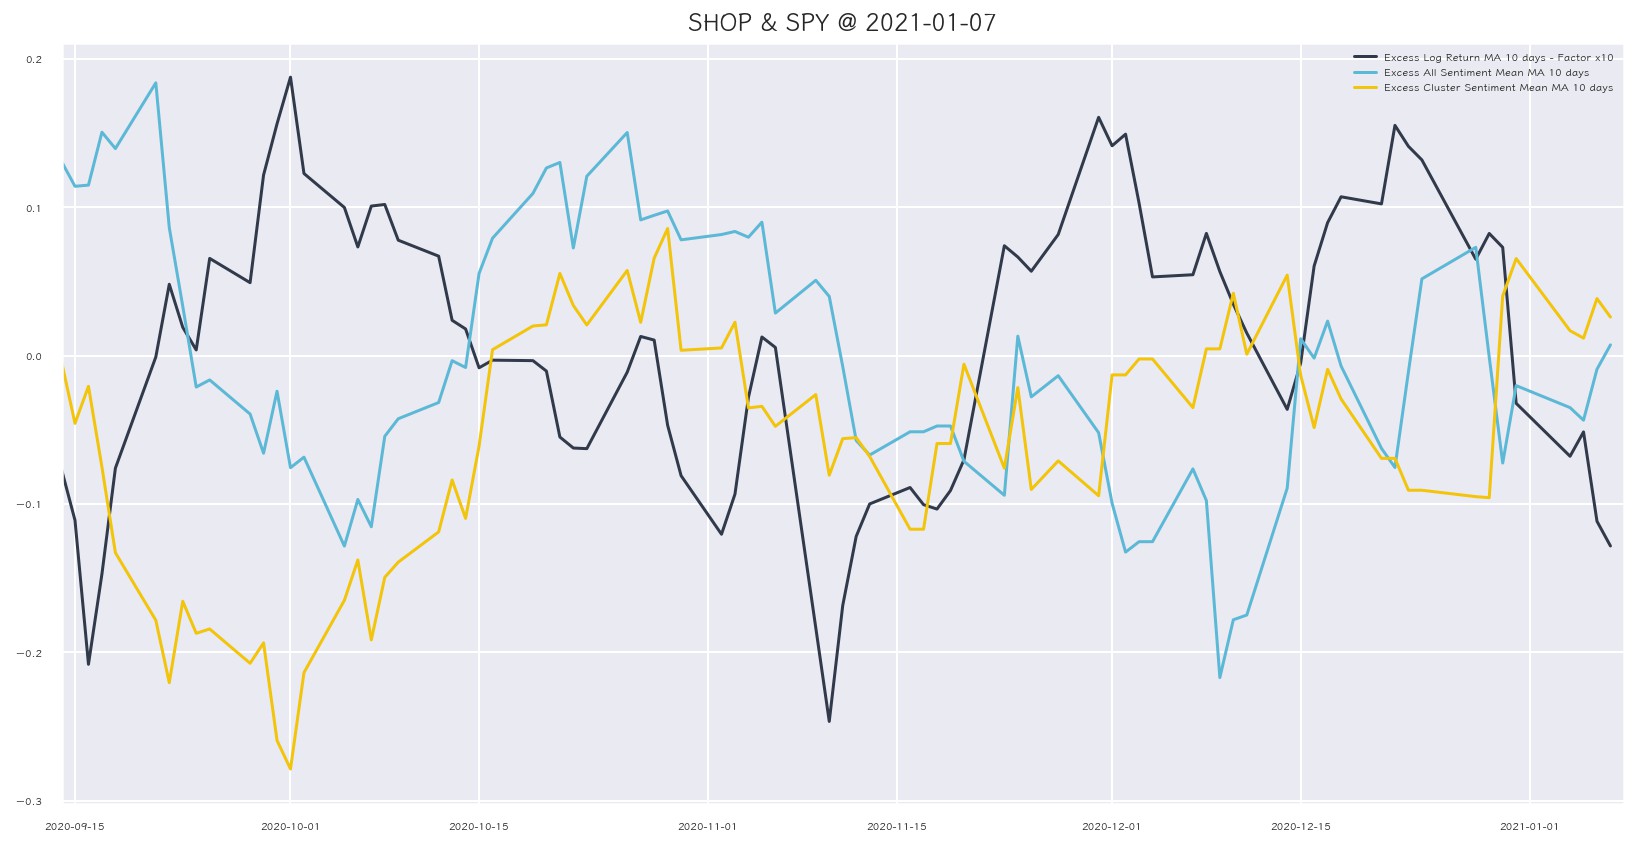 SHOP & SPY @ 2021-01-07
Excess Log Return MA 10 days - Factor x10
Excess All Sentiment Mean MA 10 days
Excess Cluster Sentiment Mean MA 10 days
0.2
0.1
0.0
−0.1
−0.2
−0.3
2020-09-15 2020-10-01 2020-10-15 2020-11-01 2020-11-15 2020-12-01 2020-12-15 2021-01-01